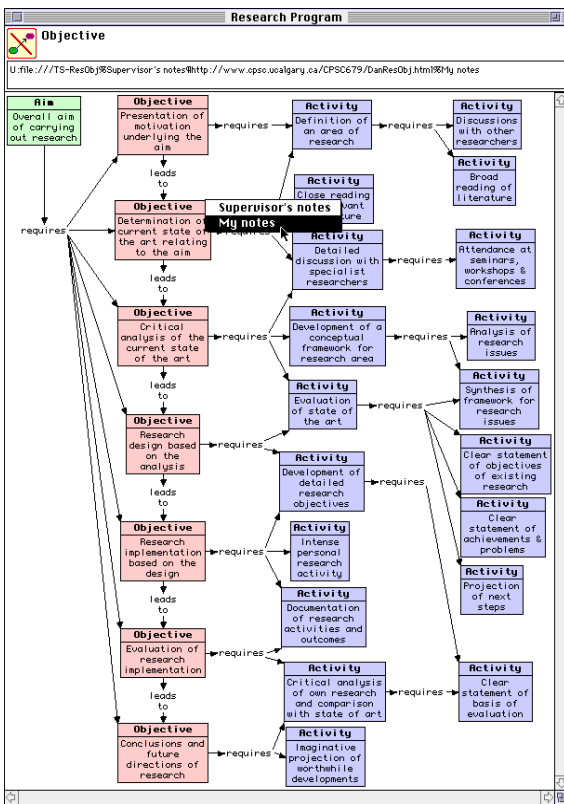 Research Program
Objective
U:file:///TS-ResObj%Supervisor's notes¶http://www.cpsc.ucalgary.ca/CPSC679/DanResObj.html%My notes
Aim
Overall aim
of carrying
out research
requires
Objective
Presentation of
motivation
underlying the
aim
requires
Activity
Definition of
an area of
research
requires
Activity
Discussions
with other
researchers
Activity
Broad
reading of
literature
leads
to
Activity
Close reading
Supervisor's notes
My notes
Objective
Determination of
current state of
the art relating
to the aim
Activity
Detailed
discussion with
specialist
researchers
requires
Activity
Attendance at
seminars,
workshops &
conferences
leads
to
Objective
Critical
analysis of the
current state
of the art
requires
Activity
Development of a
conceptual
framework for
research area
requires
Activity
Analysis of
research
issues
Activity
Synthesis of
framework for
research
issues
leads
to
Activity
Evaluation
of state of
the art
requires
Objective
Research
design based
on the
analysis
requires
Activity
Clear statement
of objectives
of existing
research
Activity
Development of
detailed
research
objectives
requires
Activity
Clear
statement of
achievements &
problems
leads
to
Objective
Research
implementation
based on the
design
requires
Activity
Intense
personal
research
activity
Activity
Projection
of next
steps
leads
to
Activity
Documentation
of research
activities and
outcomes
Objective
Evaluation of
research
implementation
requires
Activity
Critical analysis
of own research
and comparison
with state of art
requires
Activity
Clear
statement of
basis of
evaluation
leads
to
Objective
Conclusions and
future
directions of
research
requires
Activity
Imaginative
projection of
worthwhile
developments